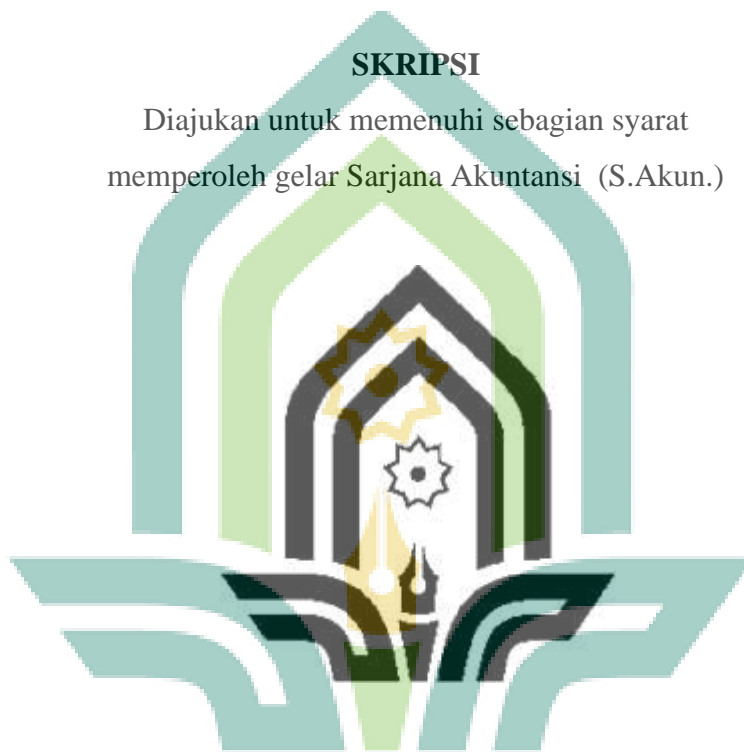 SKRIPSI
Diajukan untuk memenuhi sebagian syarat
memperoleh gelar Sarjana Akuntansi (S.Akun.)